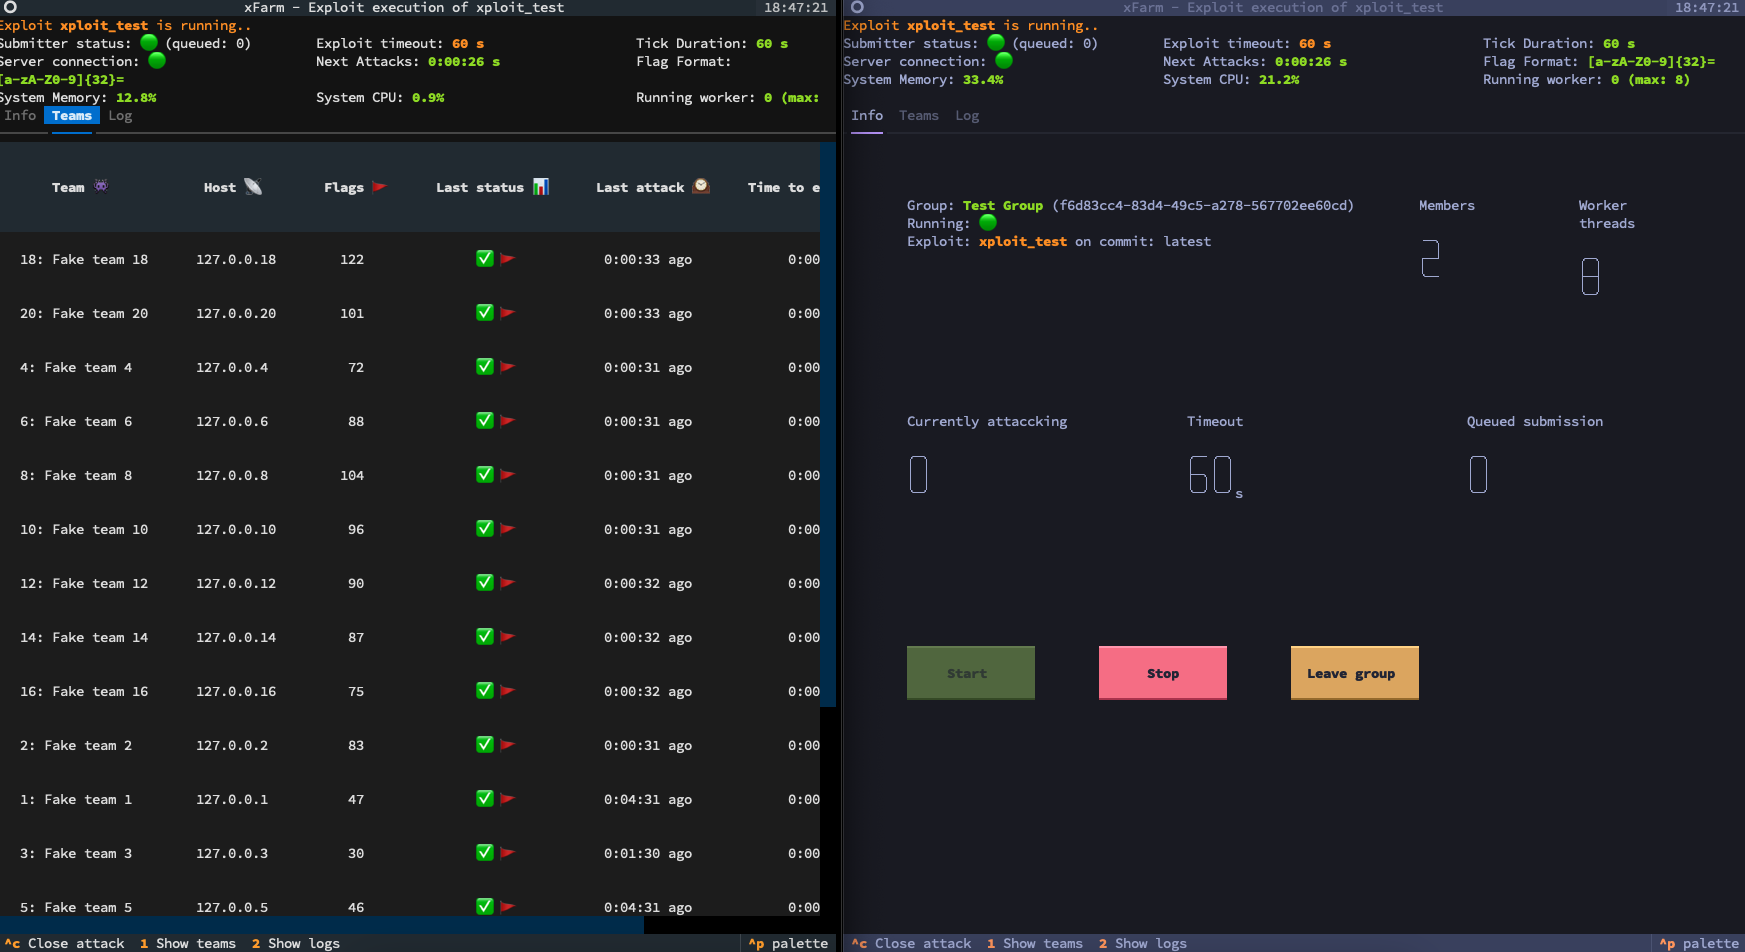 xFarm - Exploit execution of xploit_test 18:47:21
Exploit xploit_test is running..
Submitter status: (queued: 0) Exploit timeout: 60 s Tick Duration: 60 s
Server connection: Next Attacks: 0:00:26 s Flag Format:
[a-zA-Z0-9]{32}=
System Memory: 12.8% System CPU: 0.9% Running worker: 0 (max:
Info Teams Log
Team Host Flags Last status Last attack Time to e
18: Fake team 18 127.0.0.18 122 0:00:33 ago 0:00
20: Fake team 20 127.0.0.20 101 0:00:33 ago 0:00
4: Fake team 4 127.0.0.4 72 0:00:31 ago 0:00
6: Fake team 6 127.0.0.6 88 0:00:31 ago 0:00
8: Fake team 8 127.0.0.8 104 0:00:31 ago 0:00
10: Fake team 10 127.0.0.10 96 0:00:31 ago 0:00
12: Fake team 12 127.0.0.12 90 0:00:32 ago 0:00
14: Fake team 14 127.0.0.14 87 0:00:32 ago 0:00
16: Fake team 16 127.0.0.16 75 0:00:32 ago 0:00
2: Fake team 2 127.0.0.2 83 0:00:31 ago 0:00
1: Fake team 1 127.0.0.1 47 0:04:31 ago 0:00
3: Fake team 3 127.0.0.3 30 0:01:30 ago 0:00
5: Fake team 5 127.0.0.5 46 0:04:31 ago 0:00
^c Close attack 1 Show teams 2 Show logs ^p palette
xFarm - Exploit execution of xploit_test 18:47:21
Exploit xploit_test is running..
Submitter status: (queued: 0) Exploit timeout: 60 s Tick Duration: 60 s
Server connection: Next Attacks: 0:00:26 s Flag Format: [a-zA-Z0-9]{32}=
System Memory: 33.4% System CPU: 21.2% Running worker: 0 (max: 8)
Info Teams Log
Group: Test Group (f6d83cc4-83d4-49c5-a278-567702ee60cd)
Running:
Exploit: xploit_test on commit: latest
Members
2
Worker
threads
8
Currently attaccking Timeout Queued submission
0 60s 0
Start Stop Leave group
^c Close attack 1 Show teams 2 Show logs ^p palette